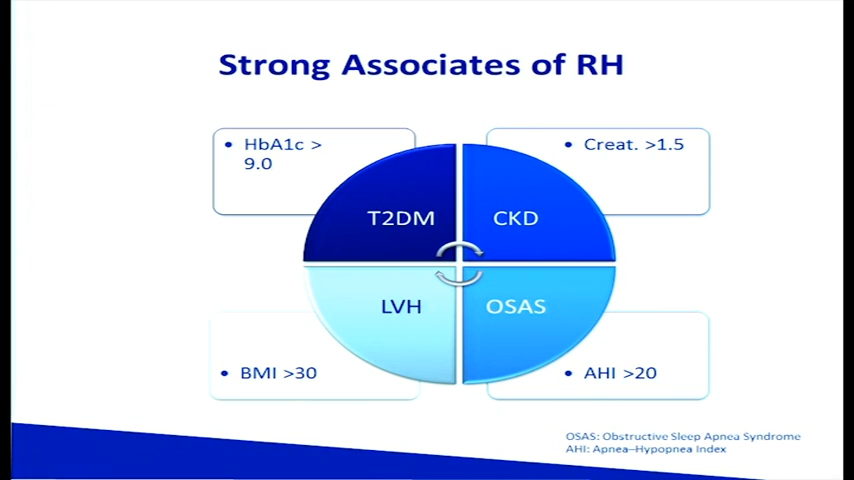 Strong Associates of RH
• HbA1c >
9.0
• Creat. >1.5
T2DM
CKD
LVH
OSAS
• BMI >30
• AHI >20
OSAS: Obstructive Sleep Apnea Syndrome
AHI: Apnea–Hypopnea Index